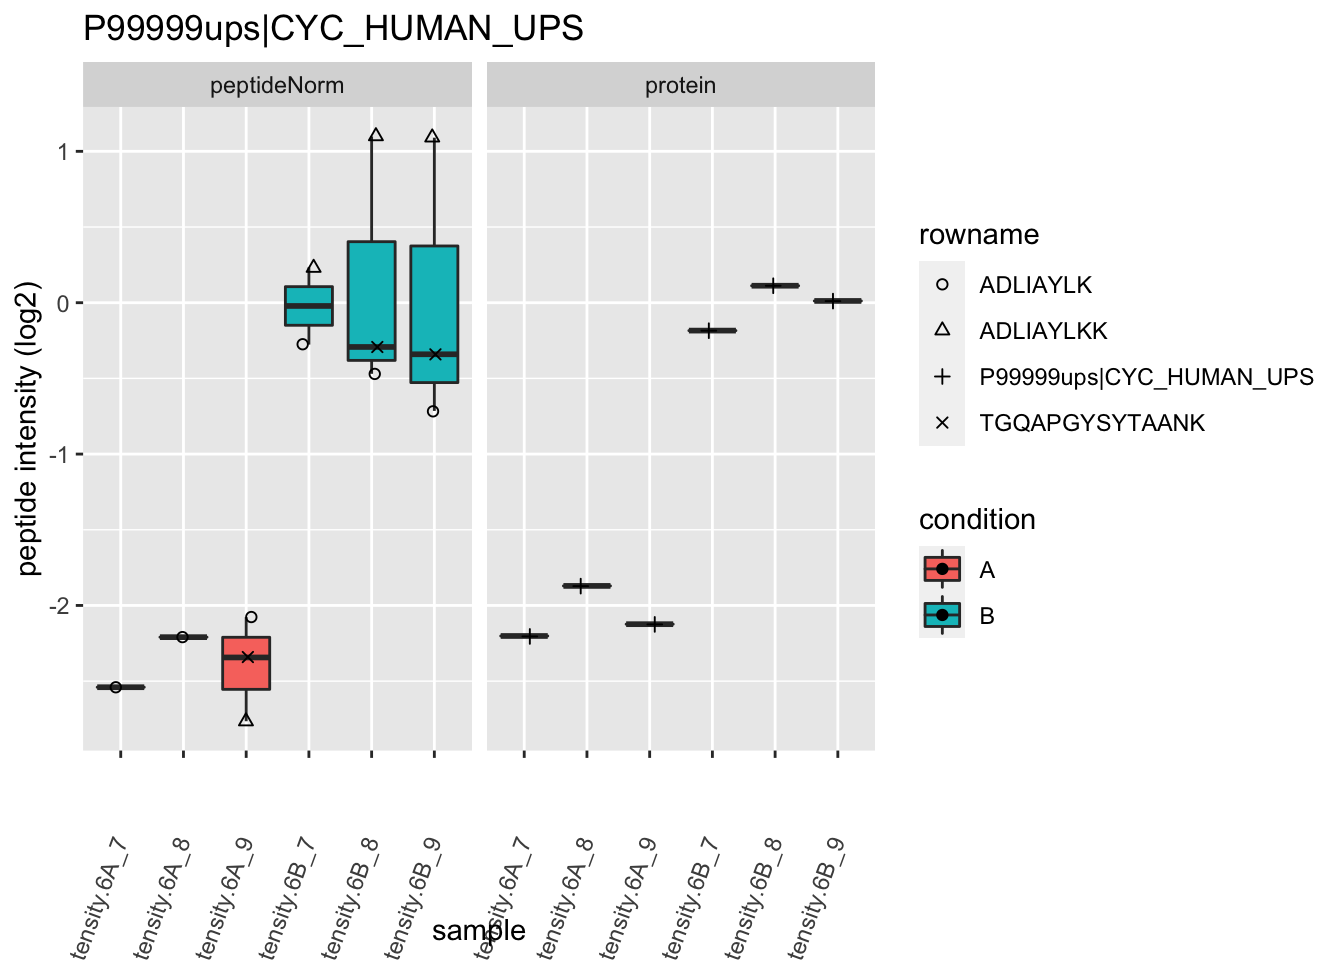 P99999ups|CYC_HUMAN_UPS
peptideNorm
protein
peptide intensity (log2)
1
0
-1
-2
tensity.6A_7
tensity.6A_8
tensity.6A_9
tensity.6B_7
tensity.6B_8
tensity.6B_9
tensity.6A_7
tensity.6A_8
tensity.6A_9
tensity.6B_7
tensity.6B_8
tensity.6B_9
sample
rowname
ADLIAYLK
ADLIAYLKK
P99999ups|CYC_HUMAN_UPS
TGQAPGYSYTAANK
condition
A
B